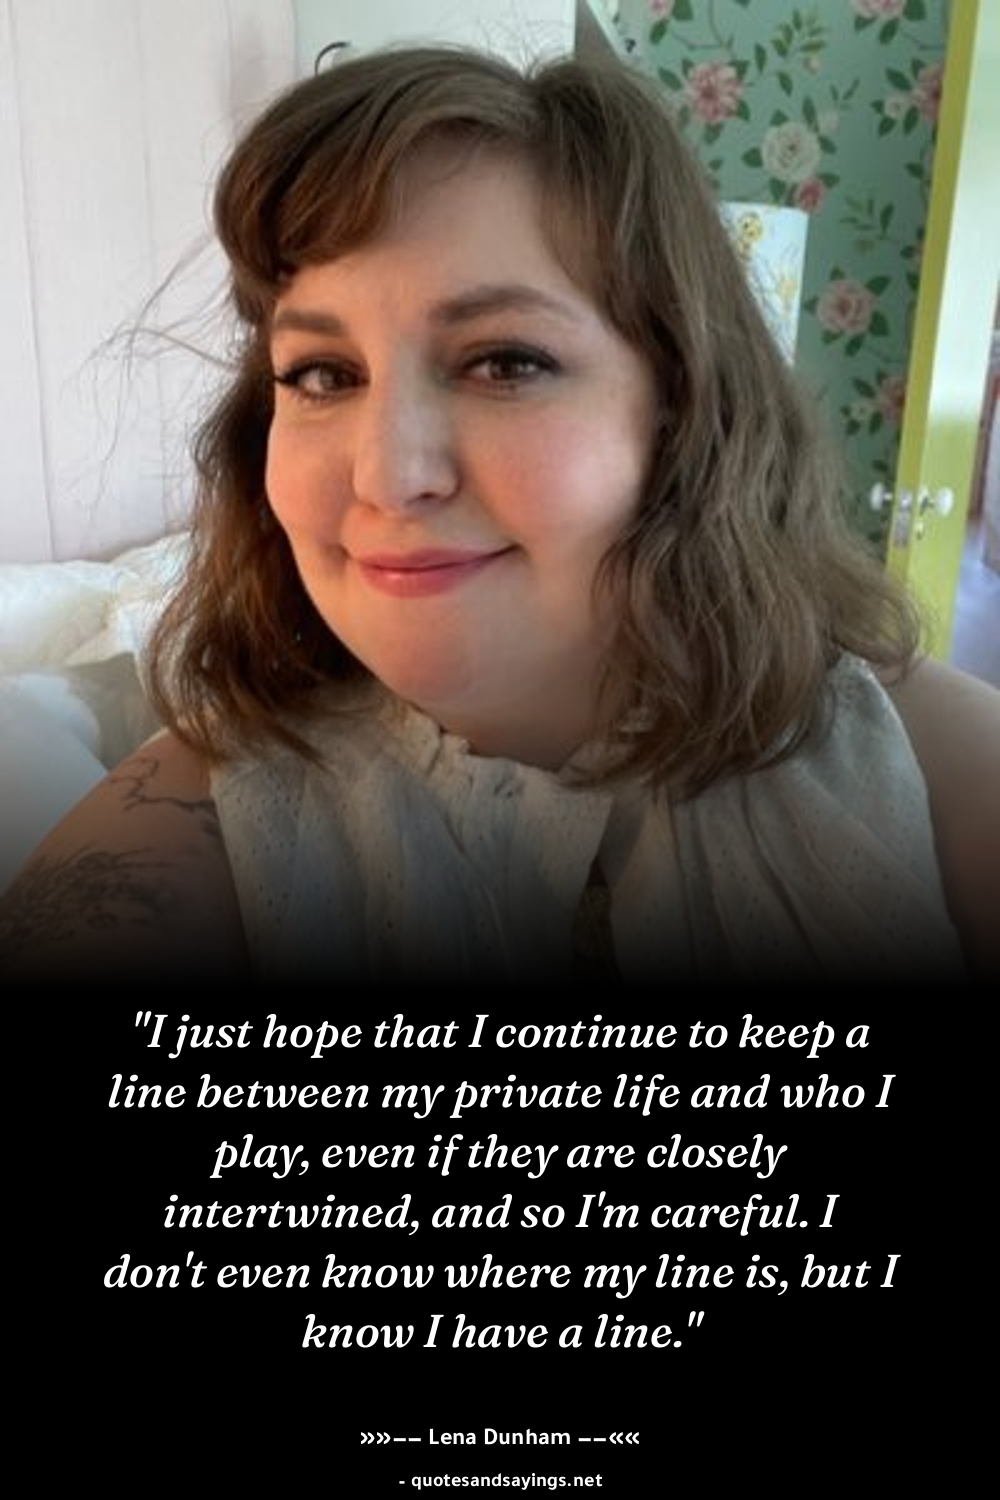 "I just hope that I continue to keep a
line between my private life and who I
play, even if they are closely
intertwined, and so I'm careful. I
don't even know where my line is, but I
know I have a line."
»»–– Lena Dunham ––««
- quotesandsayings.net